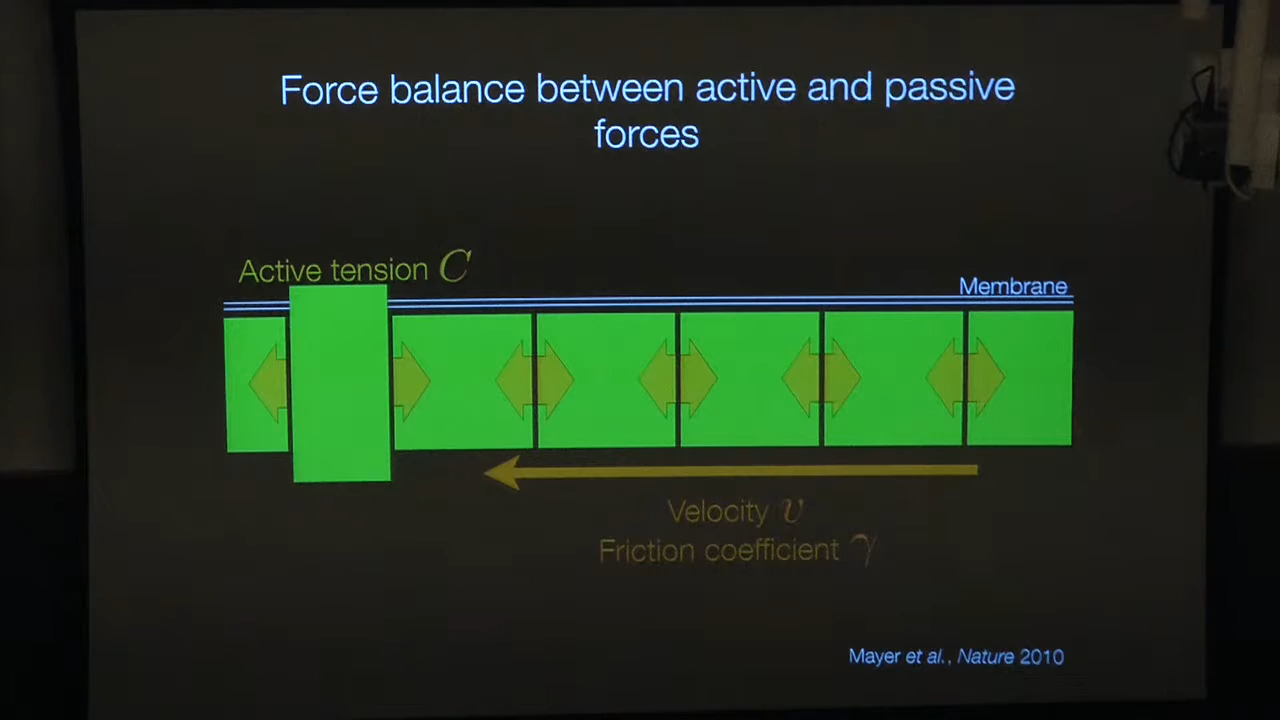 Force balance between active and passive
forces
Active tension C
Membrane
Velocity v
Friction coefficient γ
Mayer et al., Nature 2010